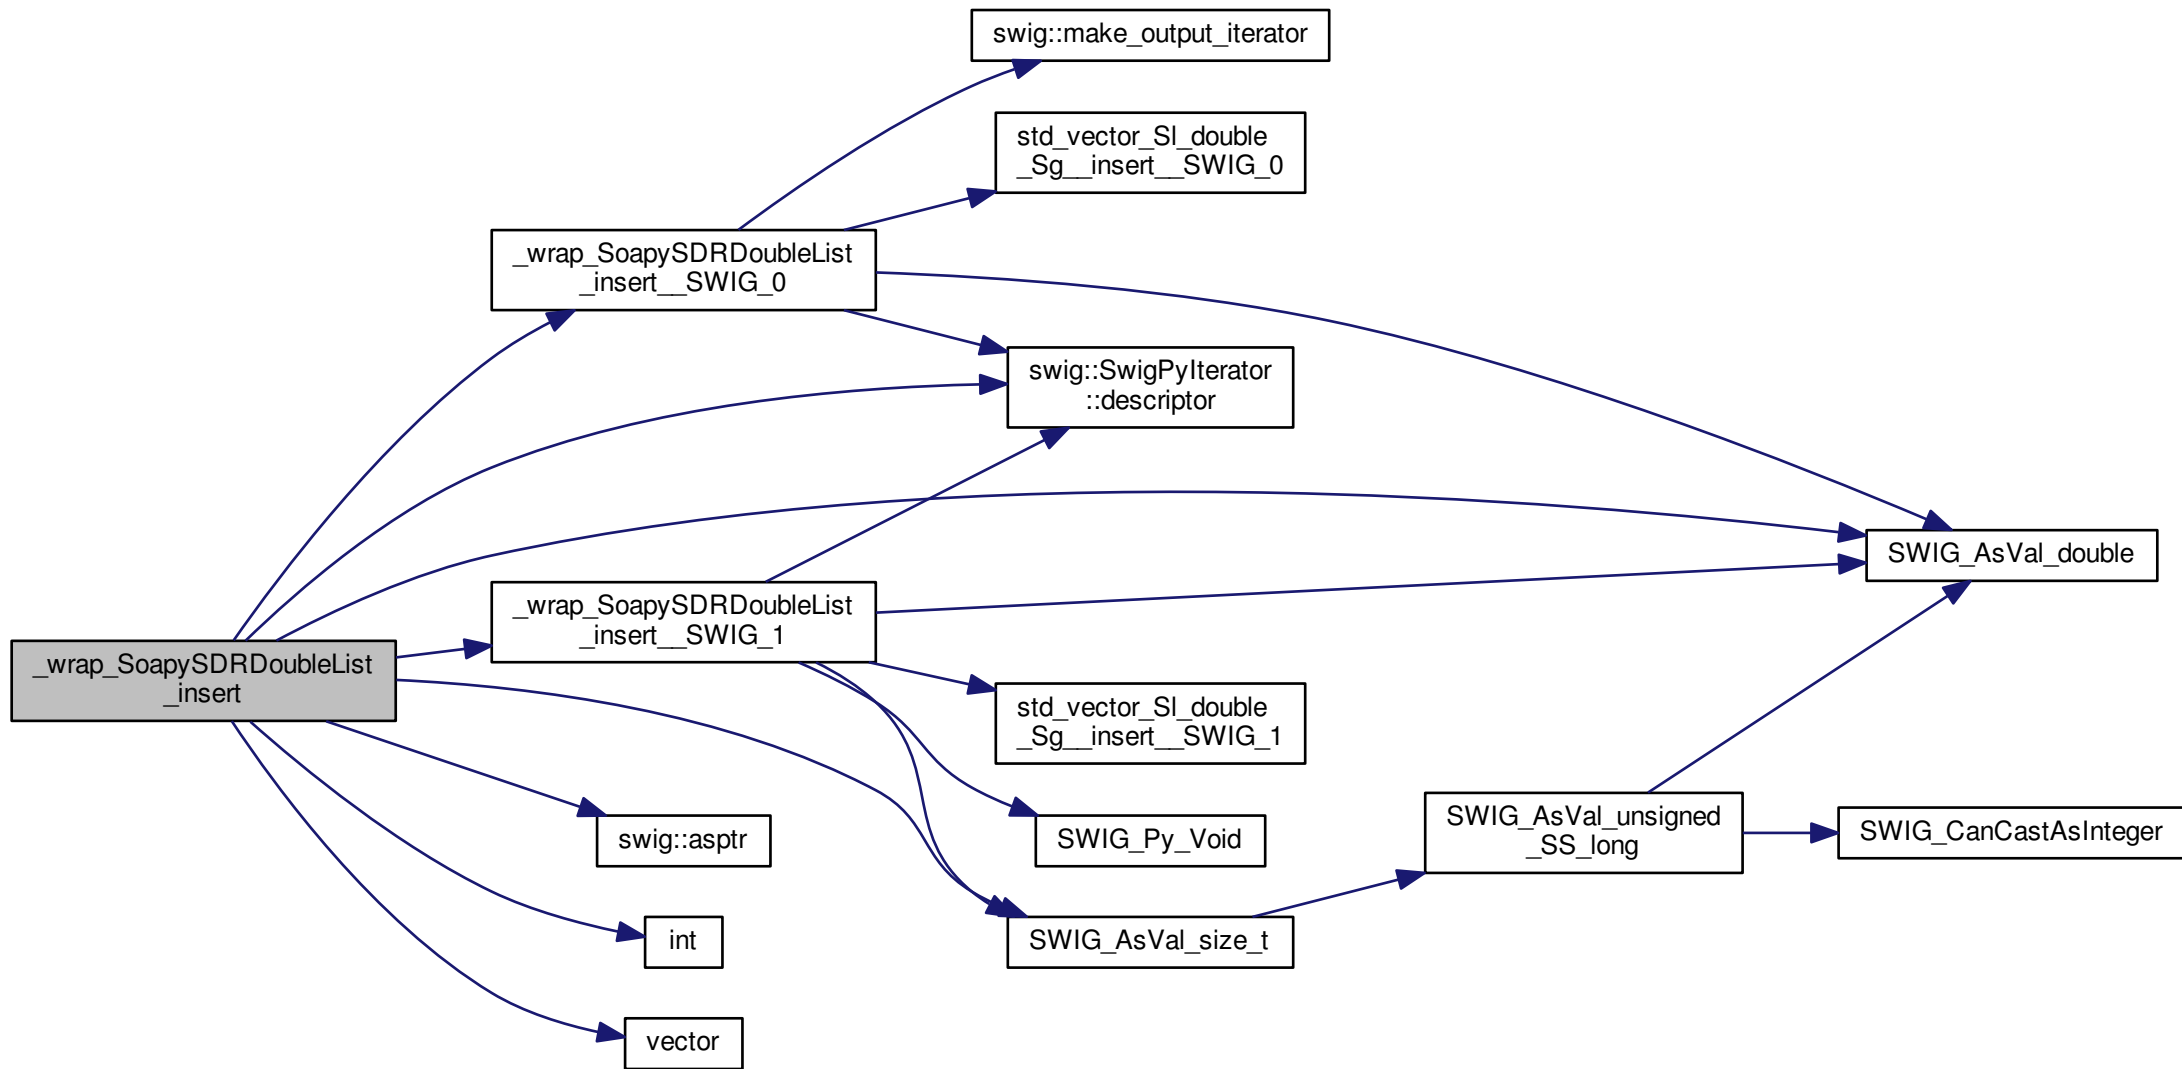 swig::make_output_iterator
std_vector_Sl_double
_Sg__insert__SWIG_0
_wrap_SoapySDRDoubleList
_insert__SWIG_0
swig::SwigPyIterator
::descriptor
SWIG_AsVal_double
_wrap_SoapySDRDoubleList
_insert__SWIG_1
_wrap_SoapySDRDoubleList
_insert
std_vector_Sl_double
_Sg__insert__SWIG_1
swig::asptr
SWIG_Py_Void
SWIG_AsVal_unsigned
_SS_long
SWIG_CanCastAsInteger
int
SWIG_AsVal_size_t
vector